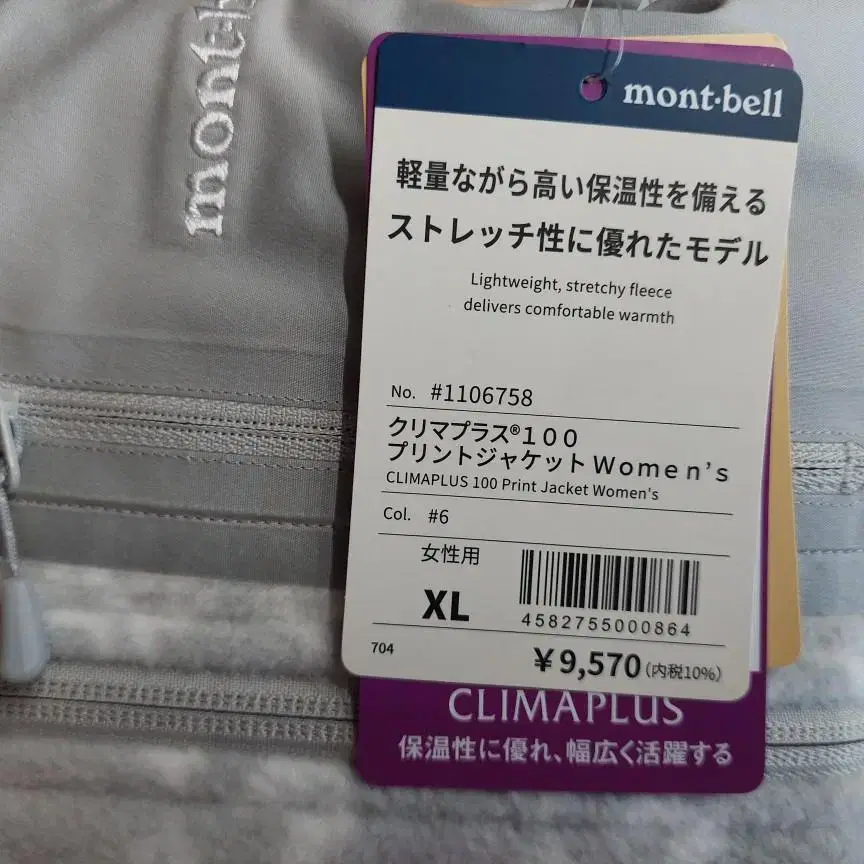 mont-b
mont·bell
軽量ながら高い保温性を備える
ストレッチ性に優れたモデル
Lightweight, stretchy fleece
delivers comfortable warmth
No. #1106758
クリマプラス®100
プリントジャケット Women's
CLIMAPLUS 100 Print Jacket Women's
Col. #6
女性用
XL
4582755000864
704
￥9,570(内税10%)
CLIMAPLUS
保温性に優れ、幅広く活躍する